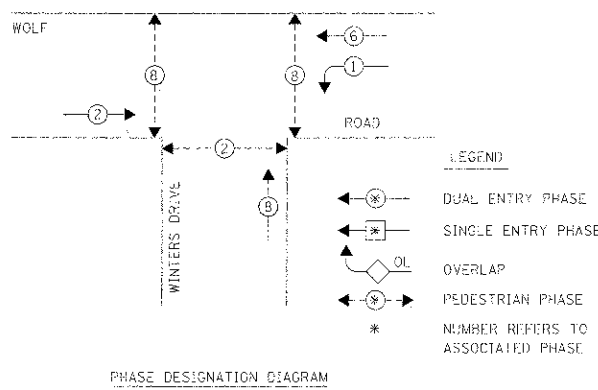 WOLF
6
8
8
1
2
ROAD
2
LEGEND
8
WINTERS DRIVE
* DUAL ENTRY PHASE
* SINGLE ENTRY PHASE
OL OVERLAP
* PEDESTRIAN PHASE
* NUMBER REFERS TO
ASSOCIATED PHASE
PHASE DESIGNATION DIAGRAM